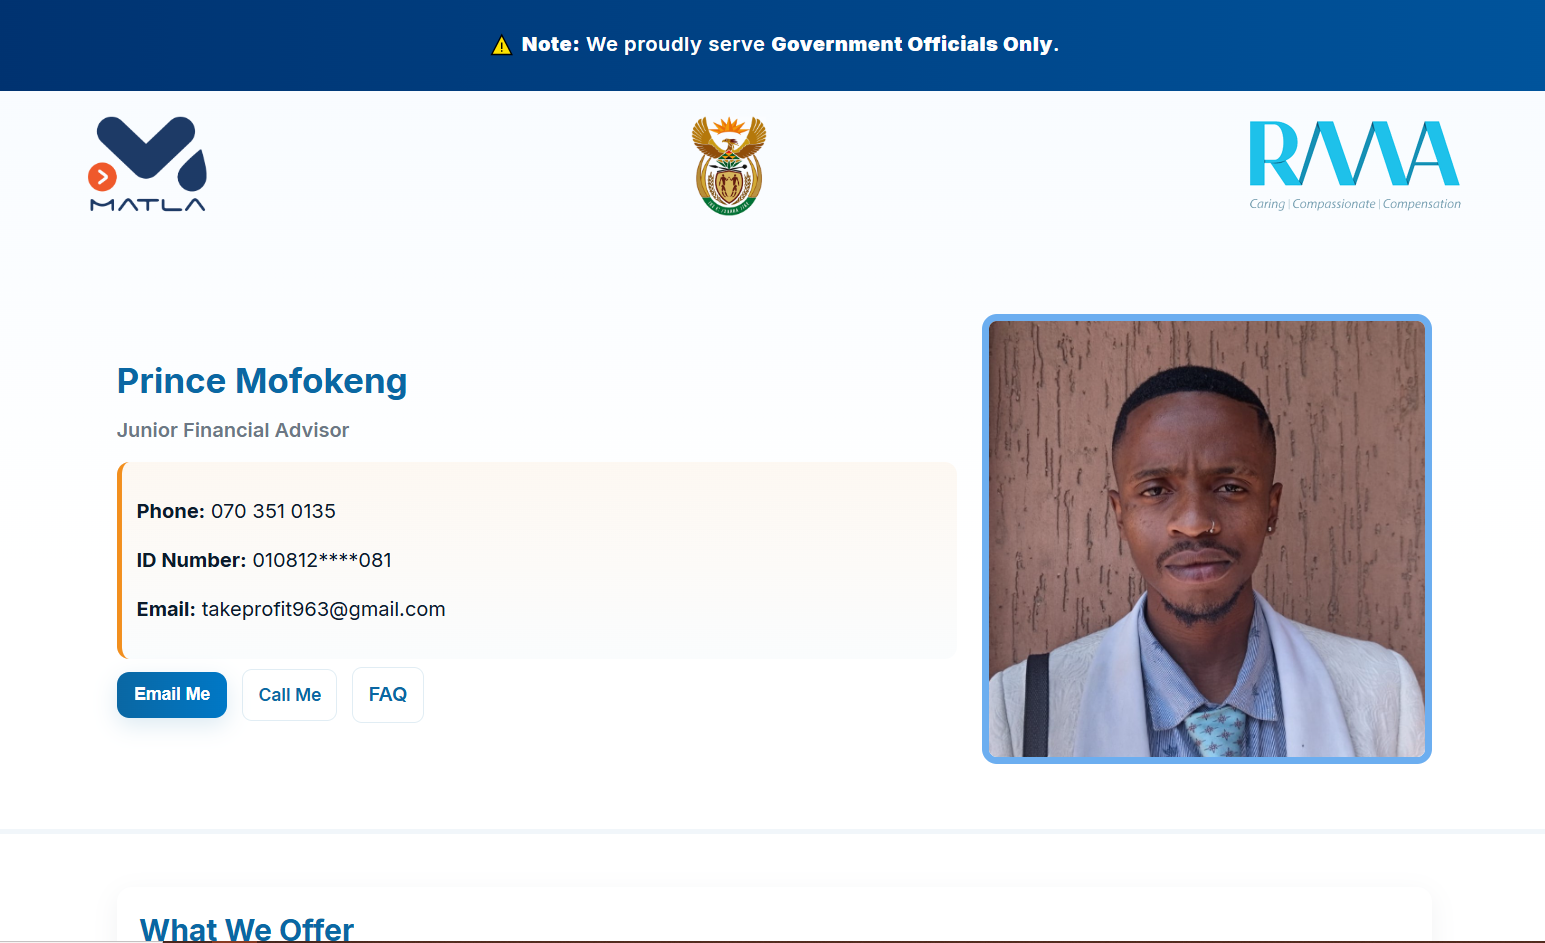 ⚠️ Note: We proudly serve Government Officials Only.
MATLA
RMA
Caring | Compassionate | Compensation
Prince Mofokeng
Junior Financial Advisor
Phone: 070 351 0135
ID Number: 010812****081
Email: takeprofit963@gmail.com
Email Me
Call Me
FAQ
What We Offer